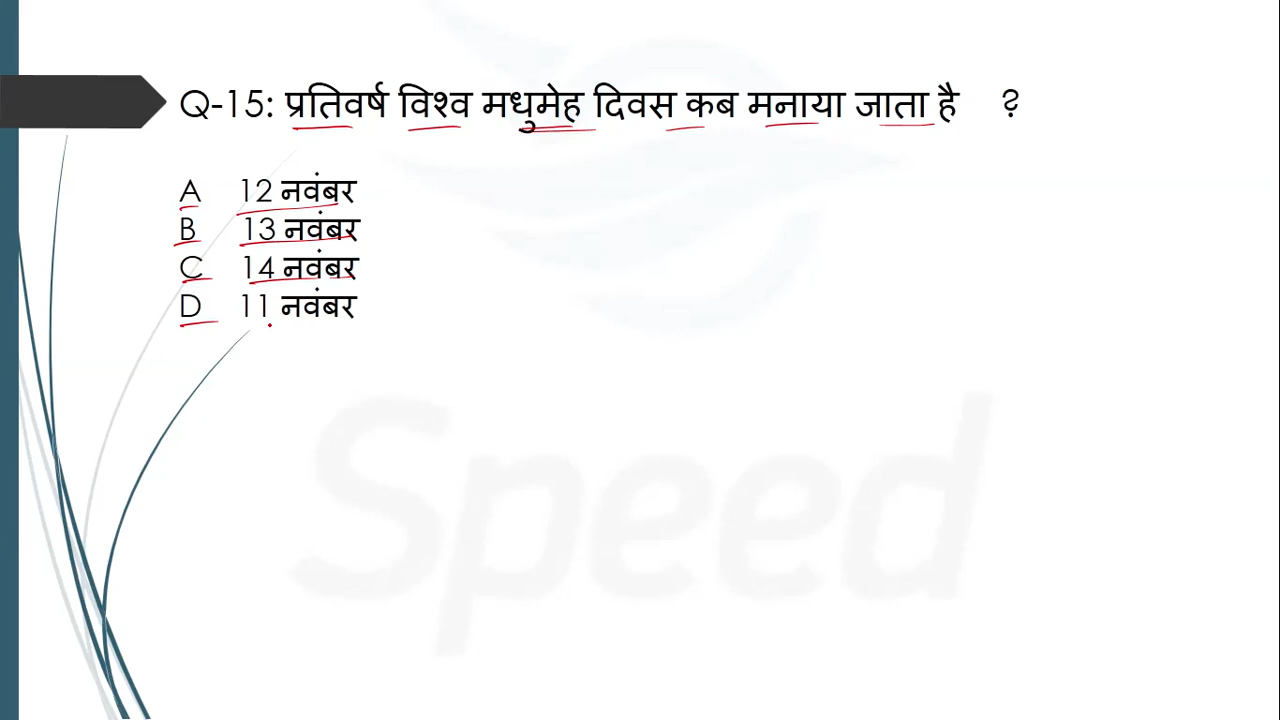 Q-15: प्रतिवर्ष विश्व मधुमेह दिवस कब मनाया जाता है ?
A 12 नवंबर
B 13 नवंबर
C 14 नवंबर
D 11 नवंबर
Speed